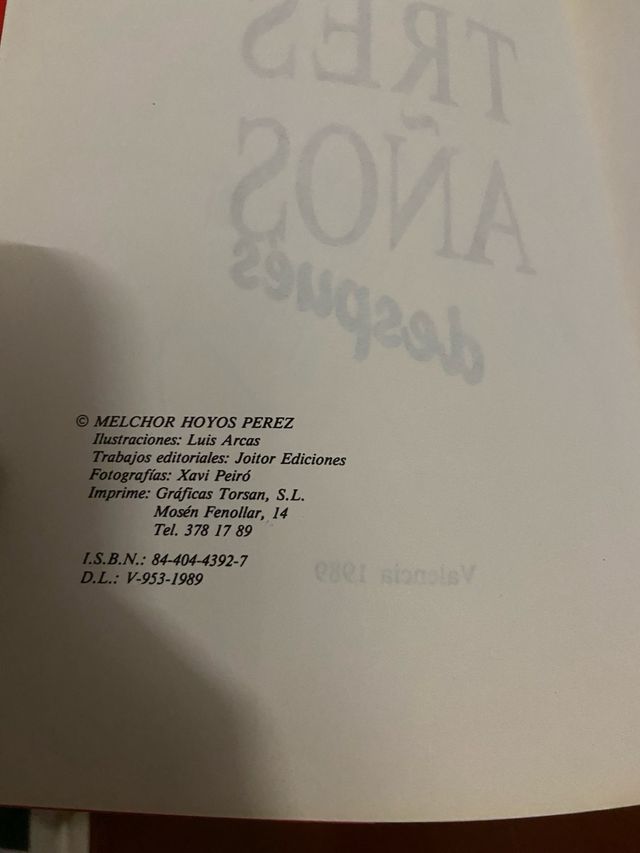 TRES
AÑOS
después
© MELCHOR HOYOS PEREZ
Ilustraciones: Luis Arcas
Trabajos editoriales: Joitor Ediciones
Fotografías: Xavi Peiró
Imprime: Gráficas Torsan, S.L.
Mosén Fenollar, 14
Tel. 378 17 89
I.S.B.N.: 84-404-4392-7
D.L.: V-953-1989
Valencia 1989